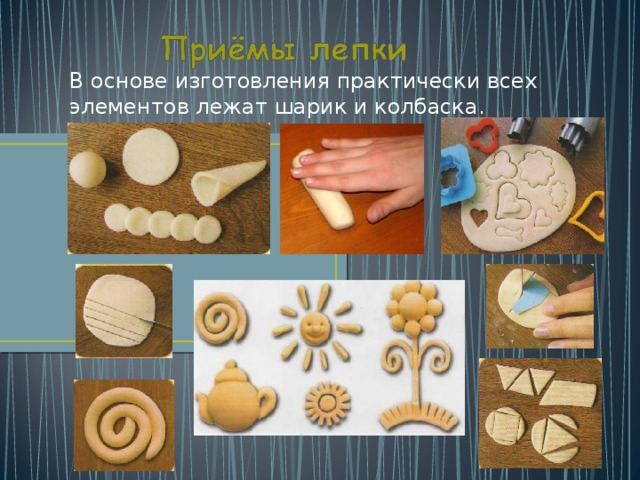 Приёмы лепки
В основе изготовления практически всех
элементов лежат шарик и колбаска.